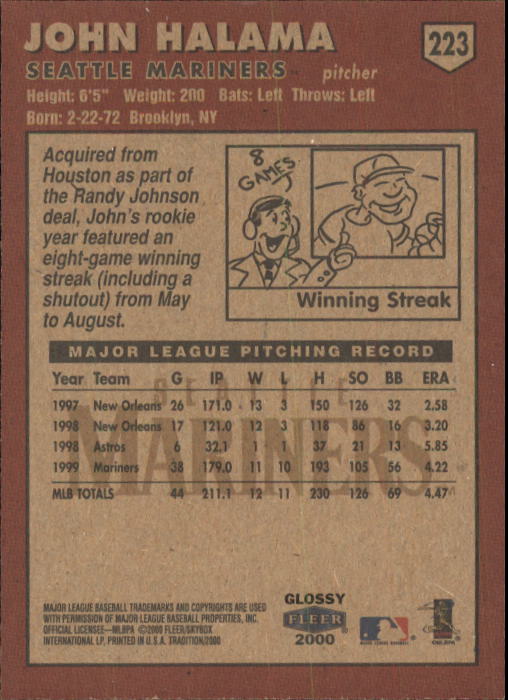 JOHN HALAMA
223
SEATTLE MARINERS™ pitcher
Height: 6'5" Weight: 200 Bats: Left Throws: Left
Born: 2-22-72 Brooklyn, NY
Acquired from
Houston as part of
the Randy Johnson
deal, John's rookie
year featured an
eight-game winning
streak (including a
shutout) from May
to August.
8
GAMES
Winning Streak
MAJOR LEAGUE PITCHING RECORD
Year Team G IP W L H SO BB ERA
1997 New Orleans 26 171.0 13 3 150 126 32 2.58
1998 New Orleans 17 121.0 12 3 118 86 16 3.20
1998 Astros 6 32.1 1 1 37 21 13 5.85
1999 Mariners 38 179.0 11 10 193 105 56 4.22
MLB TOTALS 44 211.1 12 11 230 126 69 4.47
SEATTLE
MARINERS™
MAJOR LEAGUE BASEBALL TRADEMARKS AND COPYRIGHTS ARE USED
WITH PERMISSION OF MAJOR LEAGUE BASEBALL PROPERTIES, INC.
OFFICIAL LICENSEE—MLBPA ©2000 FLEER/SKYBOX
INTERNATIONAL LP, PRINTED IN U.S.A. TRADITION/2000
GLOSSY
FLEER
2000
MAJOR LEAGUE BASEBALL
©MLBPA